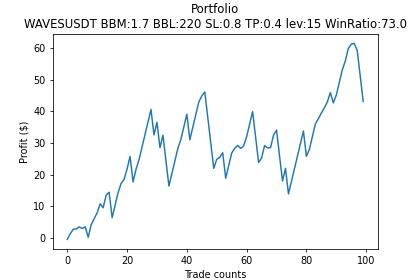 Portfolio
WAVESUSDT BBM:1.7 BBL:220 SL:0.8 TP:0.4 lev:15 WinRatio:73.0
60
50
40
30
20
10
0
Profit ($)
0 20 40 60 80 100
Trade counts